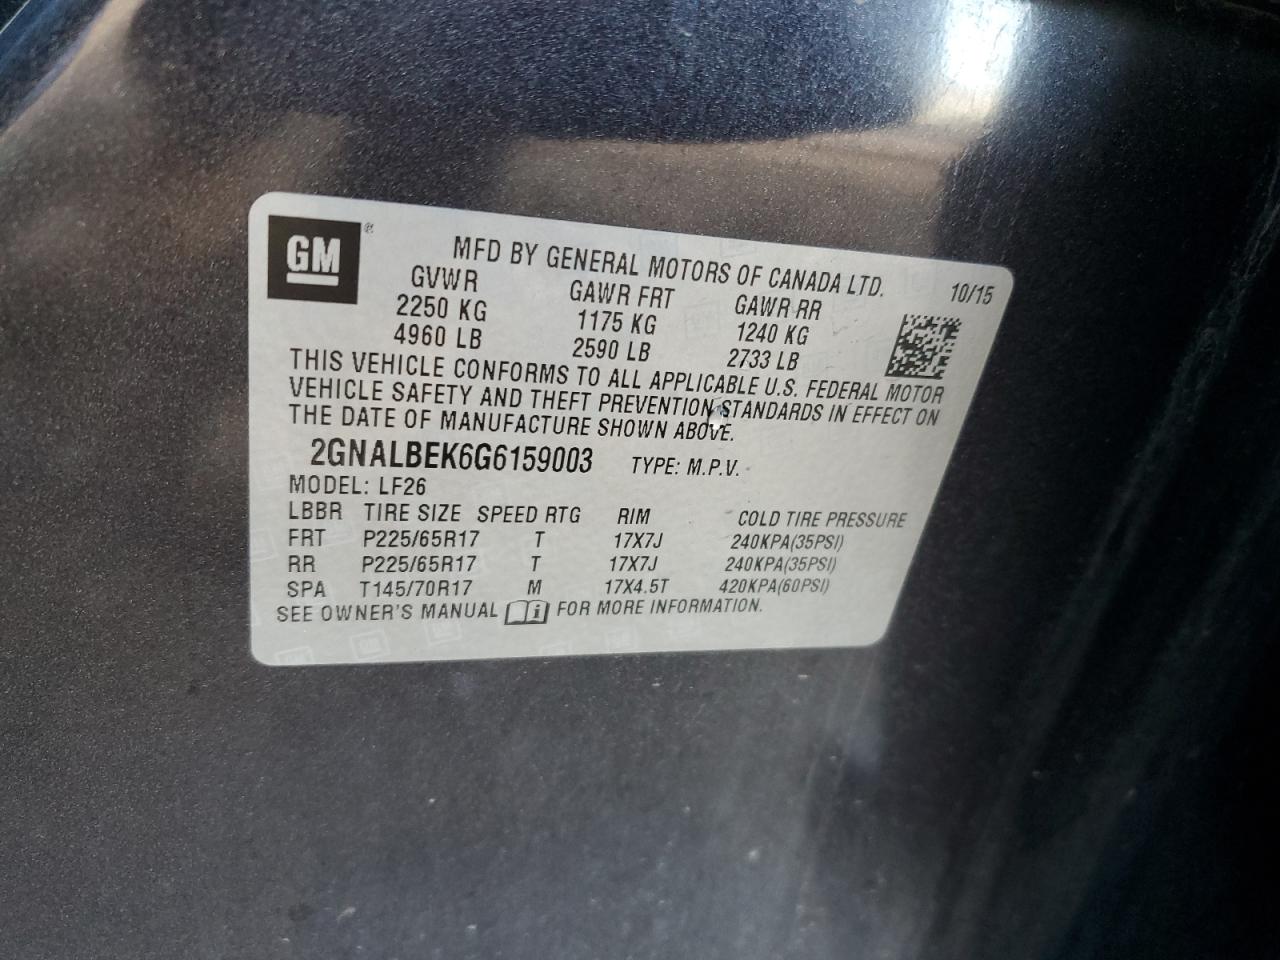 GM®
MFD BY GENERAL MOTORS OF CANADA LTD.
10/15
GVWR GAWR FRT GAWR RR
2250 KG 1175 KG 1240 KG
4960 LB 2590 LB 2733 LB
THIS VEHICLE CONFORMS TO ALL APPLICABLE U.S. FEDERAL MOTOR
VEHICLE SAFETY AND THEFT PREVENTION STANDARDS IN EFFECT ON
THE DATE OF MANUFACTURE SHOWN ABOVE.
2GNALBEK6G6159003 TYPE: M.P.V.
MODEL: LF26
LBBR TIRE SIZE SPEED RTG RIM COLD TIRE PRESSURE
FRT P225/65R17 T 17X7J 240KPA(35PSI)
RR P225/65R17 T 17X7J 240KPA(35PSI)
SPA T145/70R17 M 17X4.5T 420KPA(60PSI)
SEE OWNER'S MANUAL i FOR MORE INFORMATION.